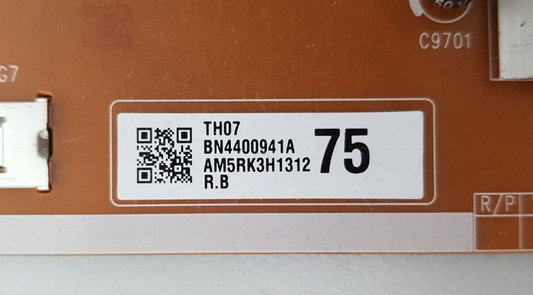 C9701
G7
TH07
BN4400941A
AM5RK3H1312
R.B
75
R/P